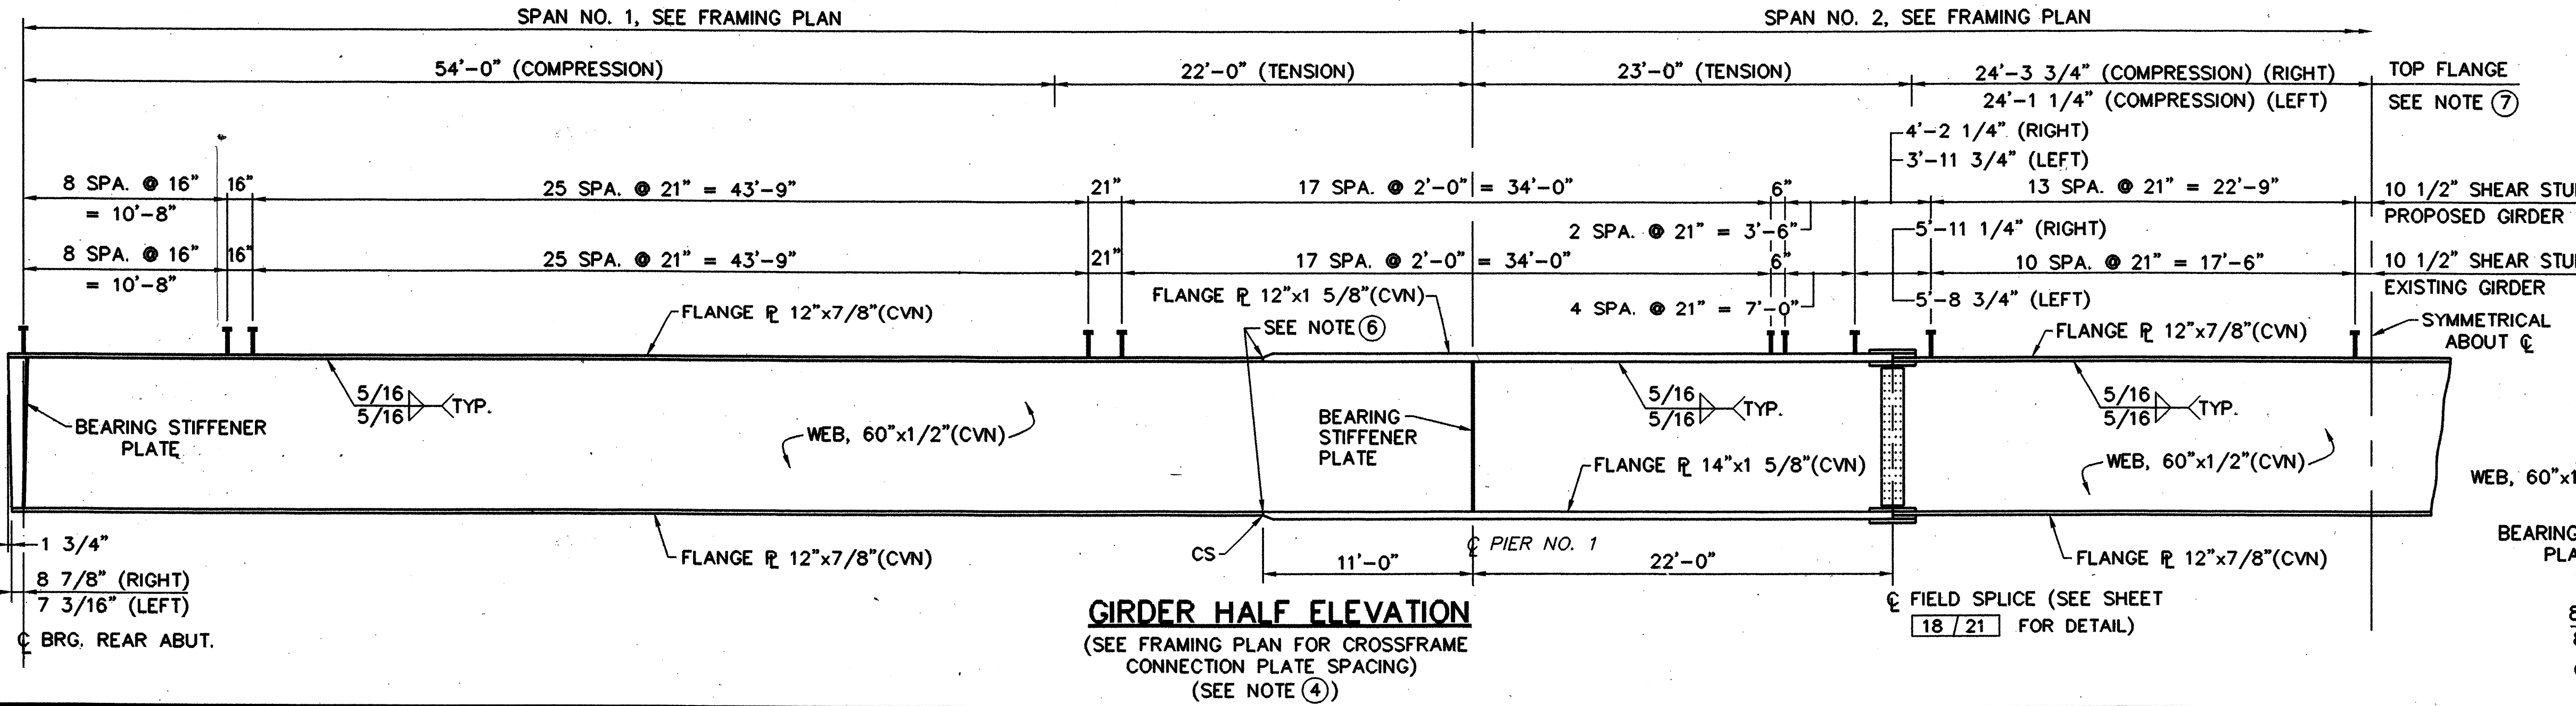 SPAN NO. 1, SEE FRAMING PLAN
SPAN NO. 2, SEE FRAMING PLAN
54'-0" (COMPRESSION)
22'-0" (TENSION)
23'-0" (TENSION)
24'-3 3/4" (COMPRESSION) (RIGHT)
24'-1 1/4" (COMPRESSION) (LEFT)
TOP FLANGE
SEE NOTE 7
4'-2 1/4" (RIGHT)
3'-11 3/4" (LEFT)
8 SPA. @ 16"
= 10'-8"
16"
25 SPA. @ 21" = 43'-9"
21"
17 SPA. @ 2'-0" = 34'-0"
6"
2 SPA. @ 21" = 3'-6"
13 SPA. @ 21" = 22'-9"
10 1/2" SHEAR STU
PROPOSED GIRDER
8 SPA. @ 16"
= 10'-8"
16"
25 SPA. @ 21" = 43'-9"
21"
17 SPA. @ 2'-0" = 34'-0"
6"
4 SPA. @ 21" = 7'-0"
5'-11 1/4" (RIGHT)
5'-8 3/4" (LEFT)
10 SPA. @ 21" = 17'-6"
10 1/2" SHEAR STU
EXISTING GIRDER
FLANGE PL 12"x7/8"(CVN)
FLANGE PL 12"x1 5/8"(CVN)
SEE NOTE 6
FLANGE PL 12"x7/8"(CVN)
SYMMETRICAL
ABOUT CL
5/16
5/16
TYP.
5/16
5/16
TYP.
5/16
5/16
TYP.
BEARING STIFFENER
PLATE
WEB, 60"x1/2"(CVN)
BEARING
STIFFENER
PLATE
FLANGE PL 14"x1 5/8"(CVN)
WEB, 60"x1/2"(CVN)
WEB, 60"x1
BEARING
PLA
1 3/4"
8 7/8" (RIGHT)
7 3/16" (LEFT)
CL BRG. REAR ABUT.
FLANGE PL 12"x7/8"(CVN)
CS
11'-0"
CL PIER NO. 1
22'-0"
FLANGE PL 12"x7/8"(CVN)
CL FIELD SPLICE (SEE SHEET
18 / 21 FOR DETAIL)
GIRDER HALF ELEVATION
(SEE FRAMING PLAN FOR CROSSFRAME
CONNECTION PLATE SPACING)
(SEE NOTE 4)